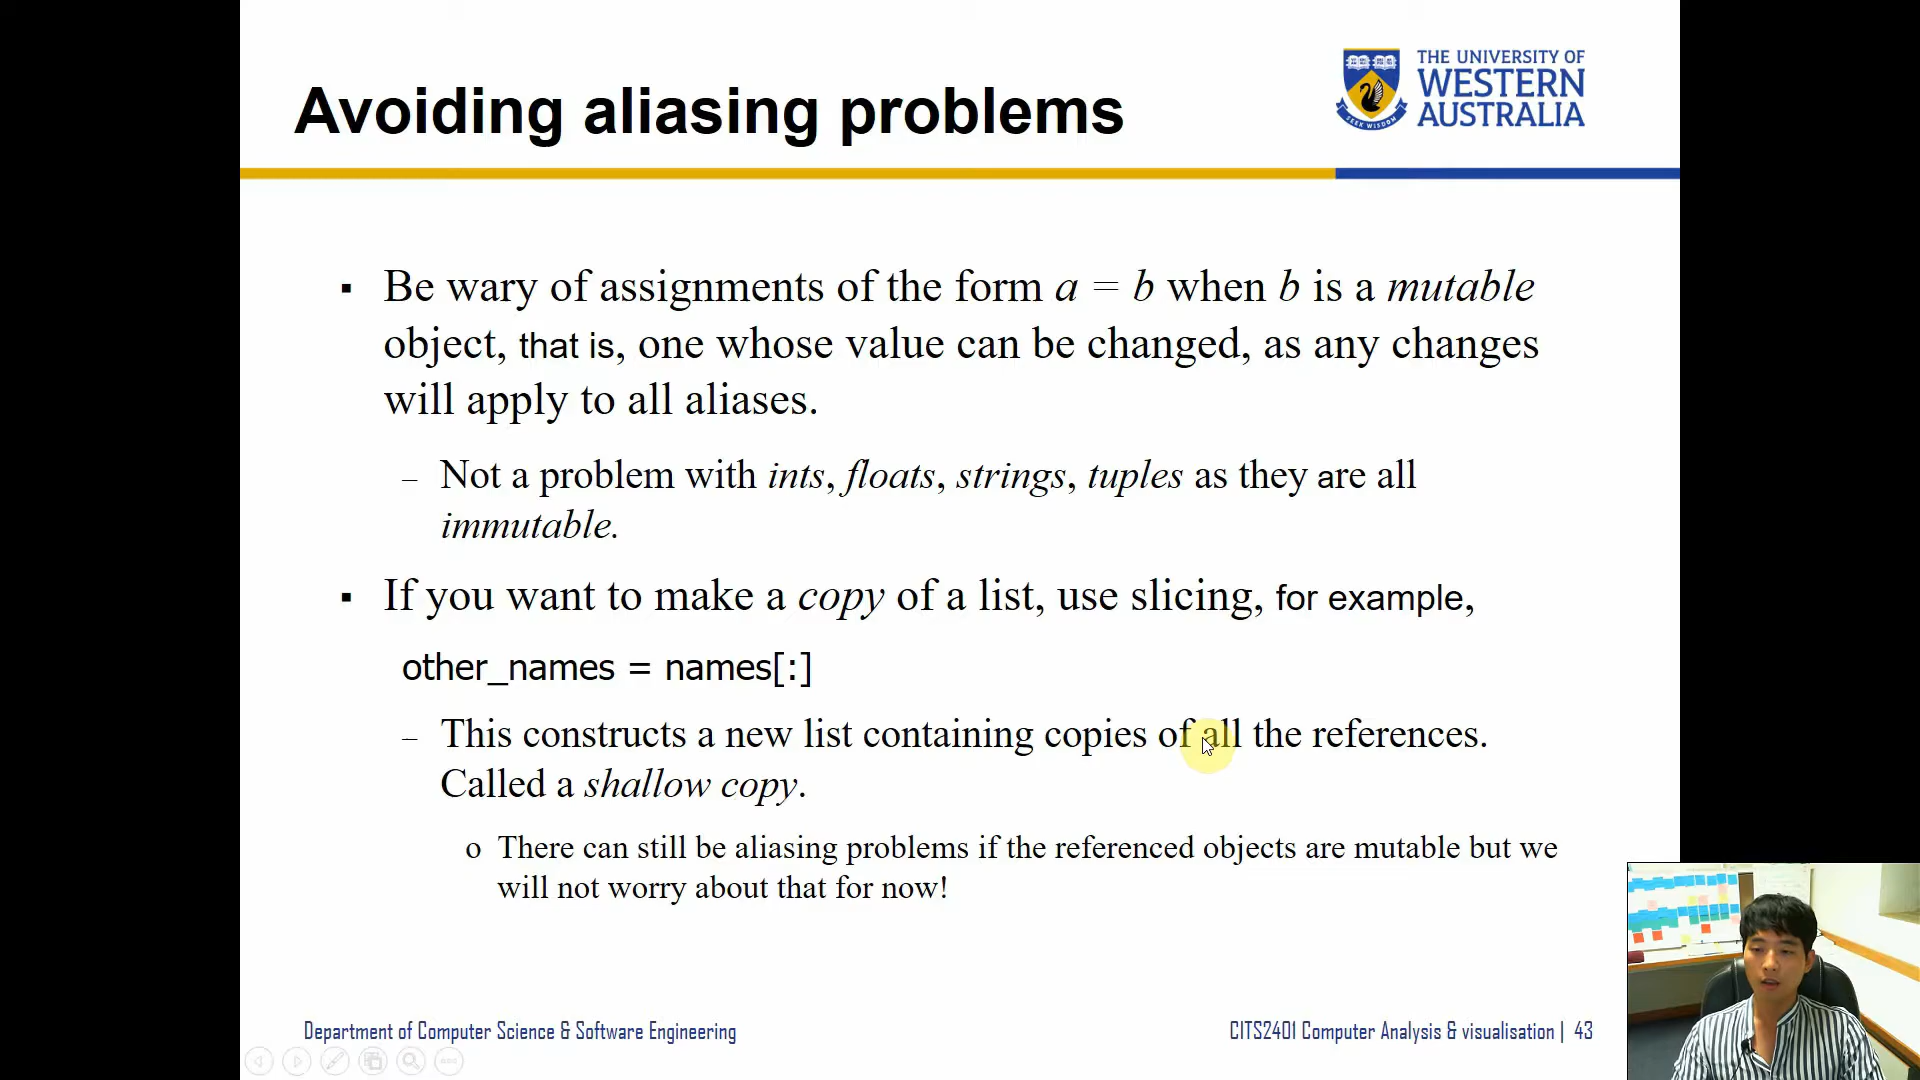 Avoiding aliasing problems
THE UNIVERSITY OF
WESTERN
AUSTRALIA
SEEK WISDOM
▪ Be wary of assignments of the form a = b when b is a mutable
object, that is, one whose value can be changed, as any changes
will apply to all aliases.
– Not a problem with ints, floats, strings, tuples as they are all
immutable.
▪ If you want to make a copy of a list, use slicing, for example,
other_names = names[:]
– This constructs a new list containing copies of all the references.
Called a shallow copy.
o There can still be aliasing problems if the referenced objects are mutable but we
will not worry about that for now!
Department of Computer Science & Software Engineering
CITS2401 Computer Analysis & visualisation | 43